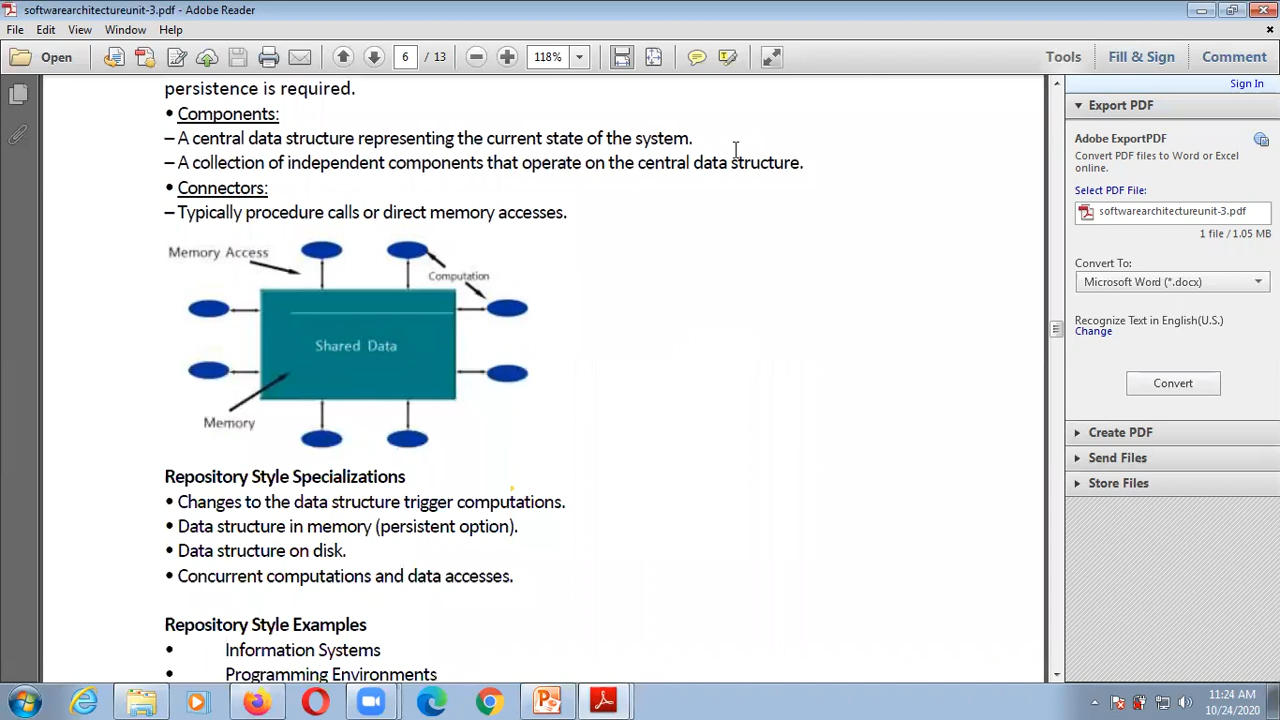 softwarearchitectureunit-3.pdf - Adobe Reader
File Edit View Window Help
Open 6 / 13 118% Tools Fill & Sign Comment
Sign In
persistence is required.
• Components:
– A central data structure representing the current state of the system.
– A collection of independent components that operate on the central data structure.
• Connectors:
– Typically procedure calls or direct memory accesses.
Memory Access
Computation
Shared Data
Memory
Repository Style Specializations
• Changes to the data structure trigger computations.
• Data structure in memory (persistent option).
• Data structure on disk.
• Concurrent computations and data accesses.
Repository Style Examples
• Information Systems
• Programming Environments
Export PDF
Adobe ExportPDF
Convert PDF files to Word or Excel
online.
Select PDF File:
softwarearchitectureunit-3.pdf
1 file / 1.05 MB
Convert To:
Microsoft Word (*.docx)
Recognize Text in English(U.S.)
Change
Convert
Create PDF
Send Files
Store Files
11:24 AM
10/24/2020